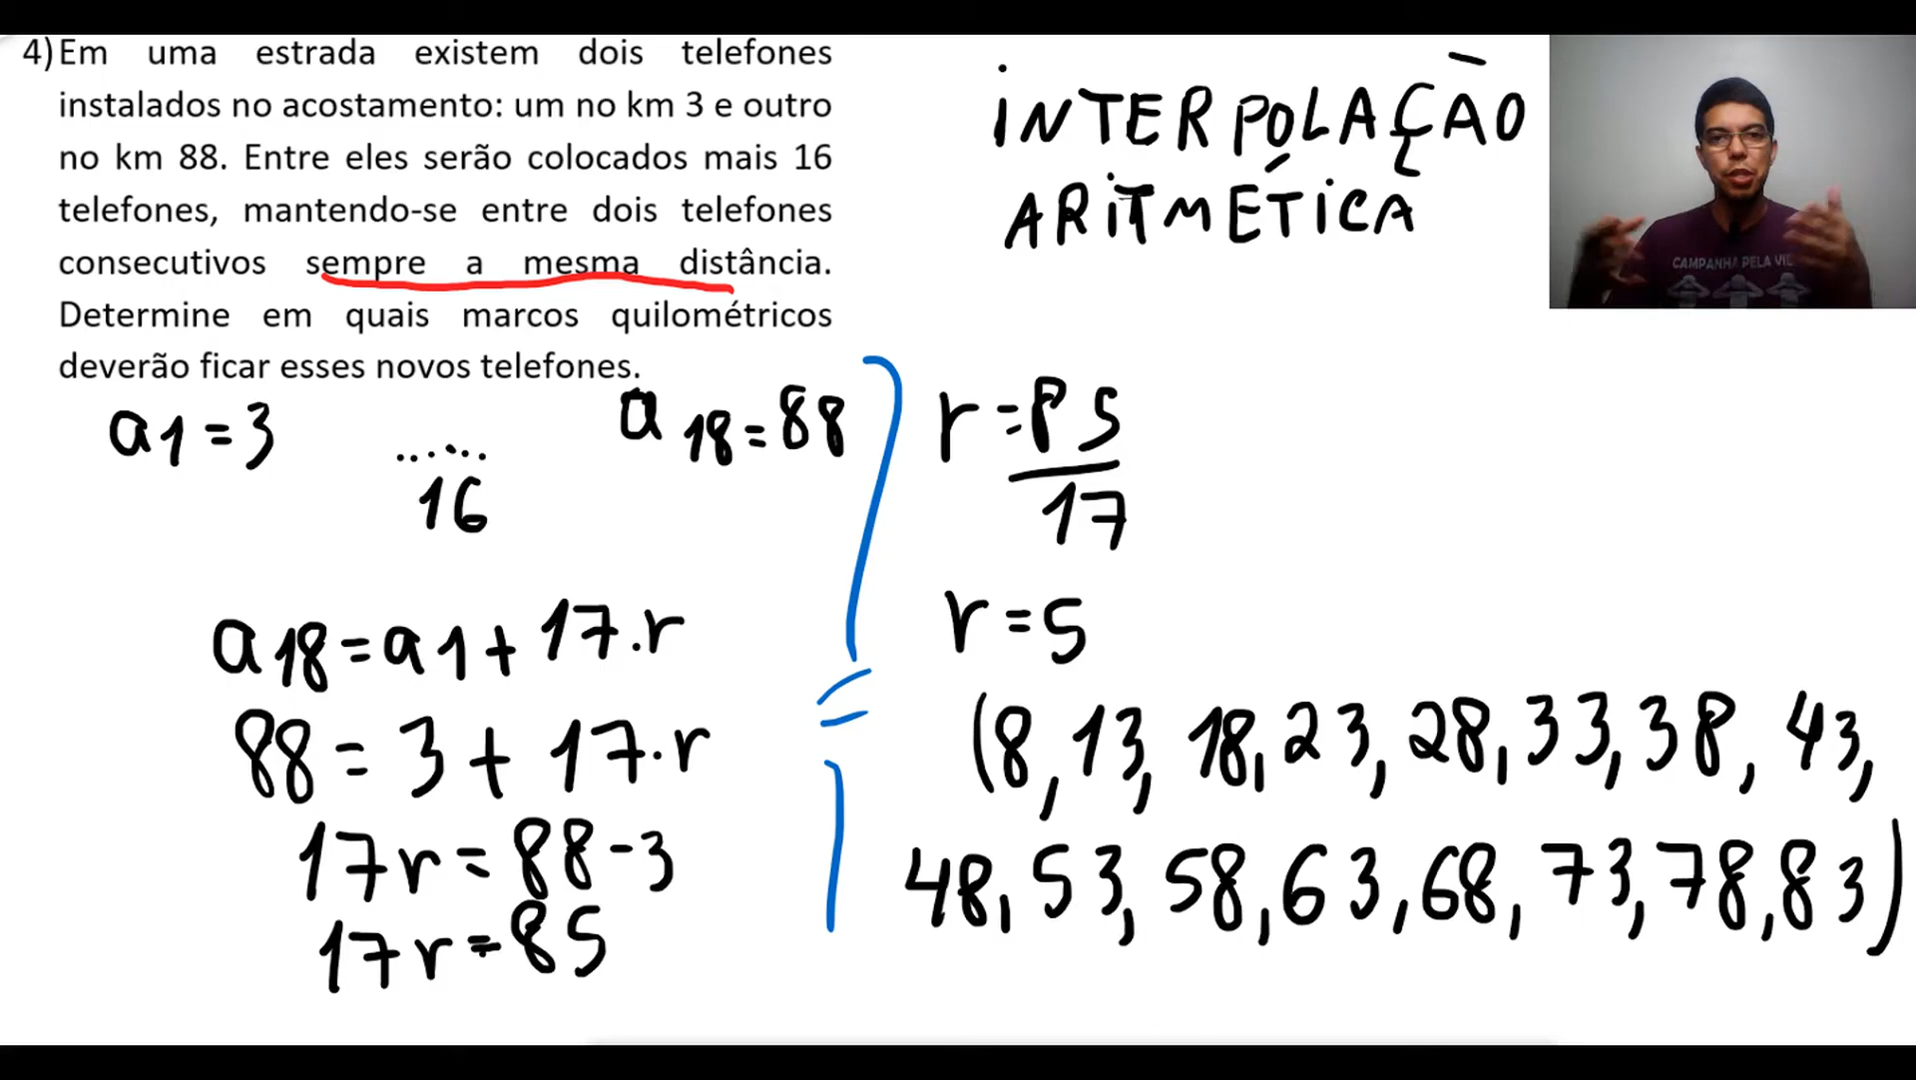 4) Em uma estrada existem dois telefones
instalados no acostamento: um no km 3 e outro
no km 88. Entre eles serão colocados mais 16
telefones, mantendo-se entre dois telefones
consecutivos sempre a mesma distância.
Determine em quais marcos quilométricos
deverão ficar esses novos telefones.
INTERPOLAÇÃO
ARITMÉTICA
CAMPANHA PELA VI
a1=3 ...... a18=88
16
a18=a1+17.r
88=3+17.r
17r=88-3
17r=85
r=85
17
r=5
(8, 13, 18, 23, 28, 33, 38, 43,
48, 53, 58, 63, 68, 73, 78, 83)